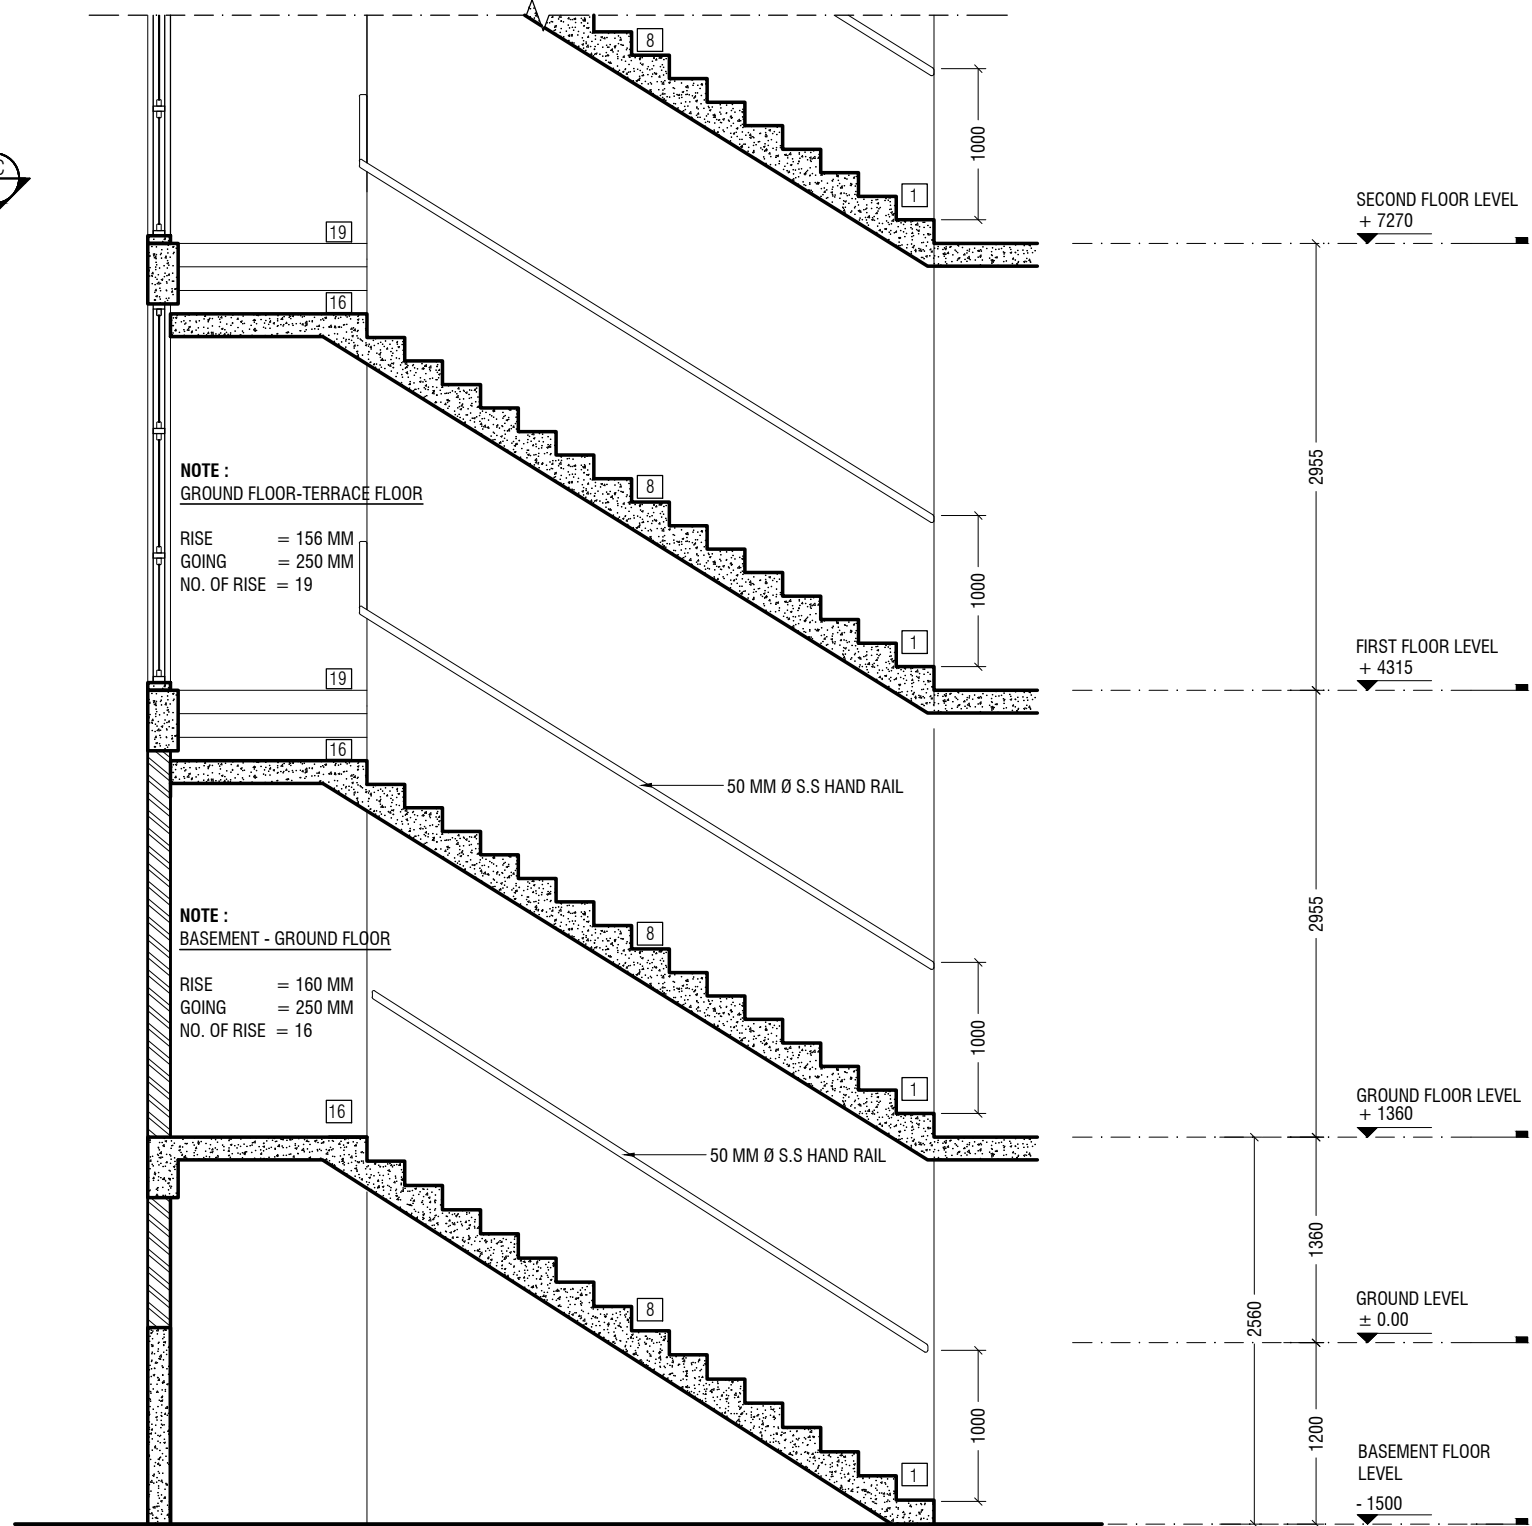 8
1000
1
SECOND FLOOR LEVEL
+ 7270
19
16
2955
NOTE :
GROUND FLOOR-TERRACE FLOOR
RISE = 156 MM
GOING = 250 MM
NO. OF RISE = 19
8
1000
1
FIRST FLOOR LEVEL
+ 4315
19
16
50 MM Ø S.S HAND RAIL
2955
NOTE :
BASEMENT - GROUND FLOOR
RISE = 160 MM
GOING = 250 MM
NO. OF RISE = 16
8
1000
1
GROUND FLOOR LEVEL
+ 1360
16
50 MM Ø S.S HAND RAIL
1360
2560
GROUND LEVEL
± 0.00
8
1000
1
1200
BASEMENT FLOOR
LEVEL
- 1500